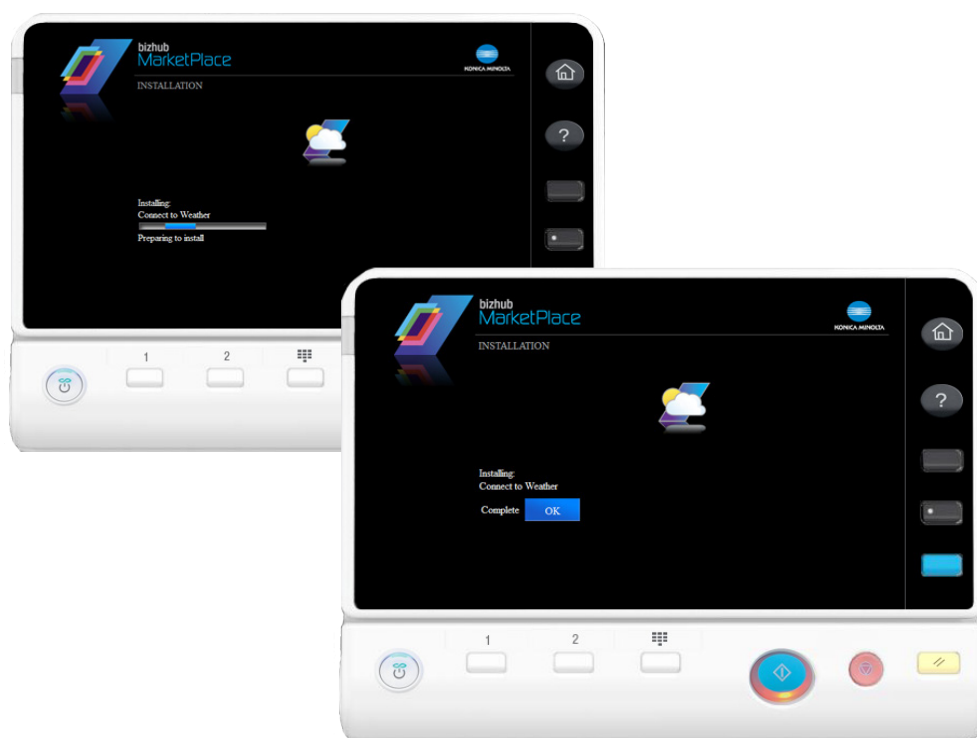 bizhub
MarketPlace
KONICA MINOLTA
INSTALLATION
?
Installing:
Connect to Weather
Preparing to install
1 2
bizhub
MarketPlace
KONICA MINOLTA
INSTALLATION
?
Installing:
Connect to Weather
Complete OK
1 2